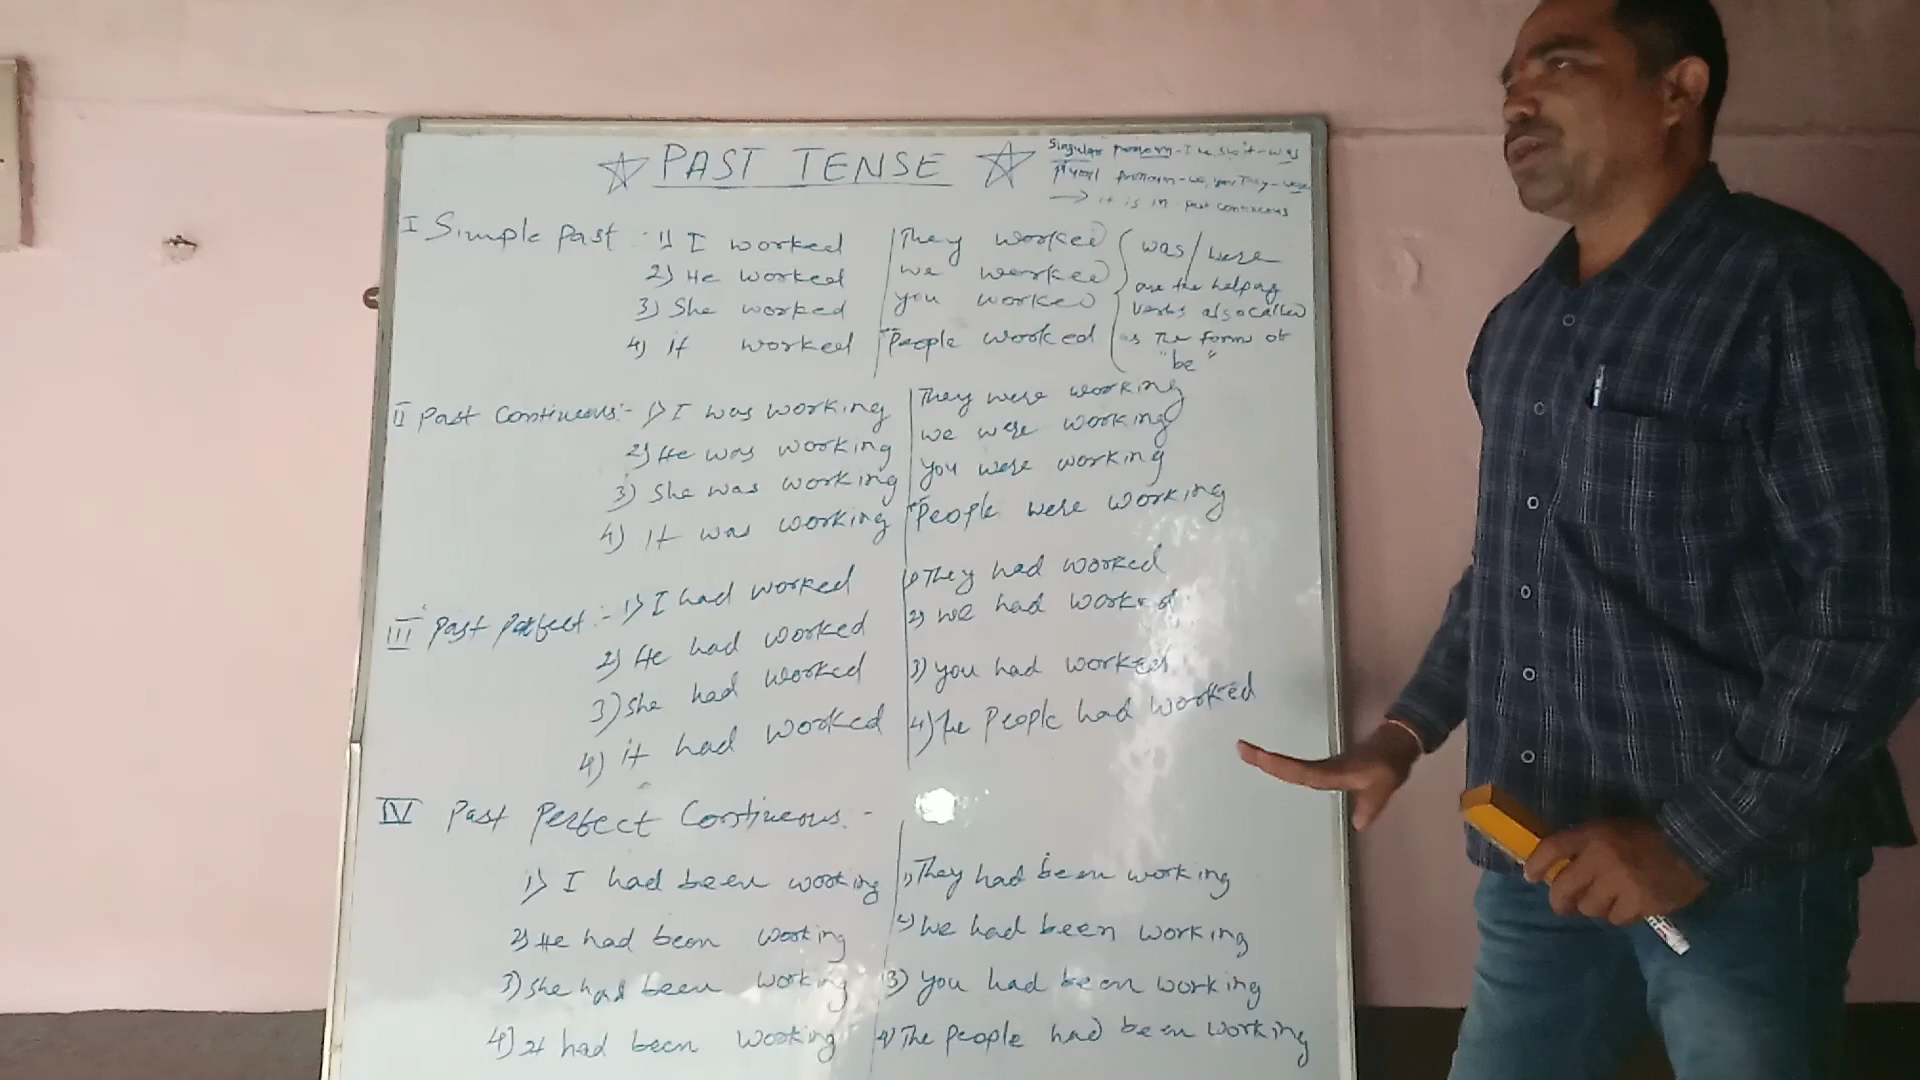 PAST TENSE
Singular pronoun - I he she it - was
plural pronoun - we, you They - were
→ it is in past continuous
I Simple Past :- 1) I worked
2) He worked
3) She worked
4) it worked
They worked
we worked
you worked
People worked
was/were
are the helping
verbs also called
as the form of
"be"
II Past Continuous:- 1) I was working
2) He was working
3) She was working
4) It was working
They were working
we were working
you were working
People were working
III Past Perfect :- 1) I had worked
2) He had worked
3) She had worked
4) it had worked
1) They had worked
2) we had worked
3) you had worked
4) The People had worked
IV Past Perfect Continuous :-
1) I had been working
2) He had been working
3) She had been working
4) It had been working
1) They had been working
2) we had been working
3) you had been working
4) The people had been working